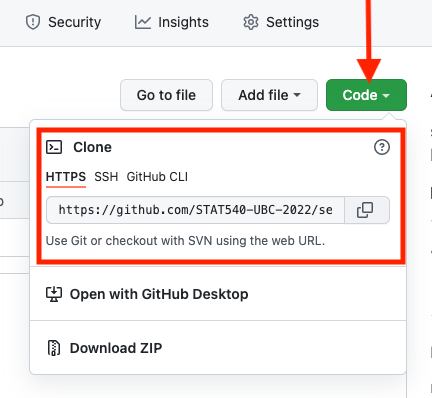 Security Insights Settings
Go to file Add file Code
Clone
HTTPS SSH GitHub CLI
https://github.com/STAT540-UBC-2022/se
Use Git or checkout with SVN using the web URL.
Open with GitHub Desktop
Download ZIP